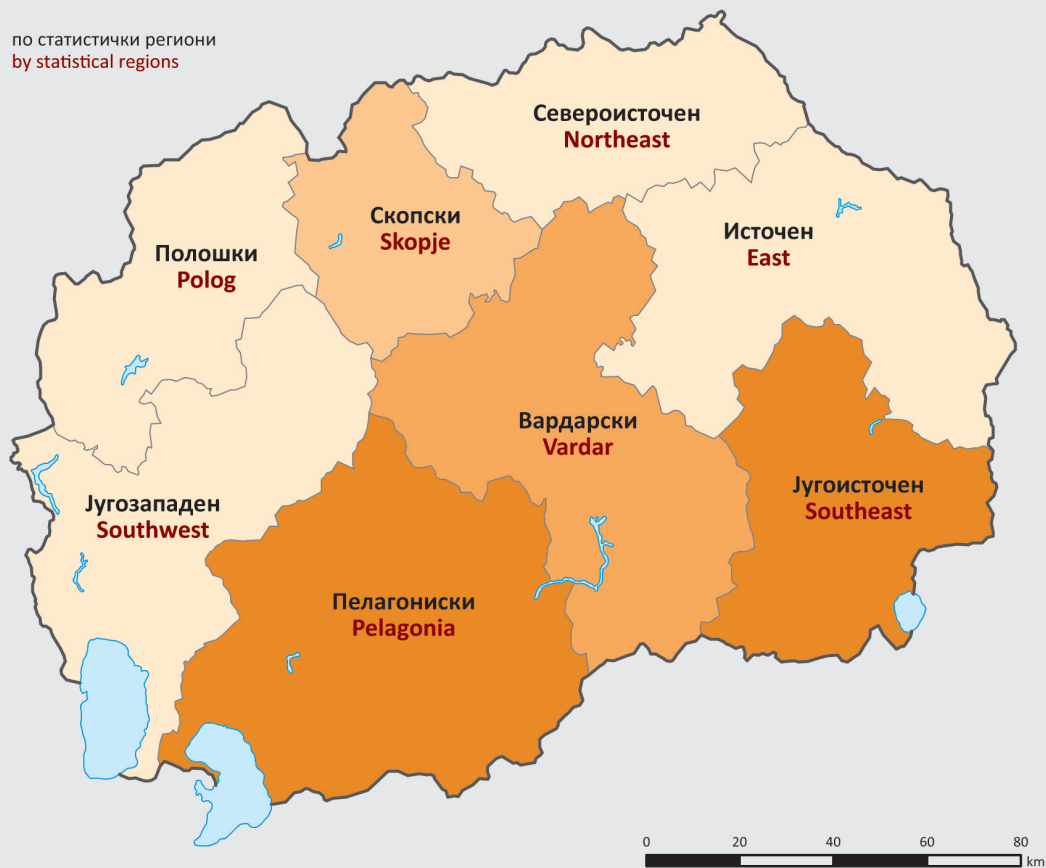 по статистички региони
by statistical regions
Североисточен
Northeast
Скопски
Skopje
Источен
East
Полошки
Polog
Вардарски
Vardar
Југоисточен
Southeast
Југозападен
Southwest
Пелагониски
Pelagonia
0 20 40 60 80
km